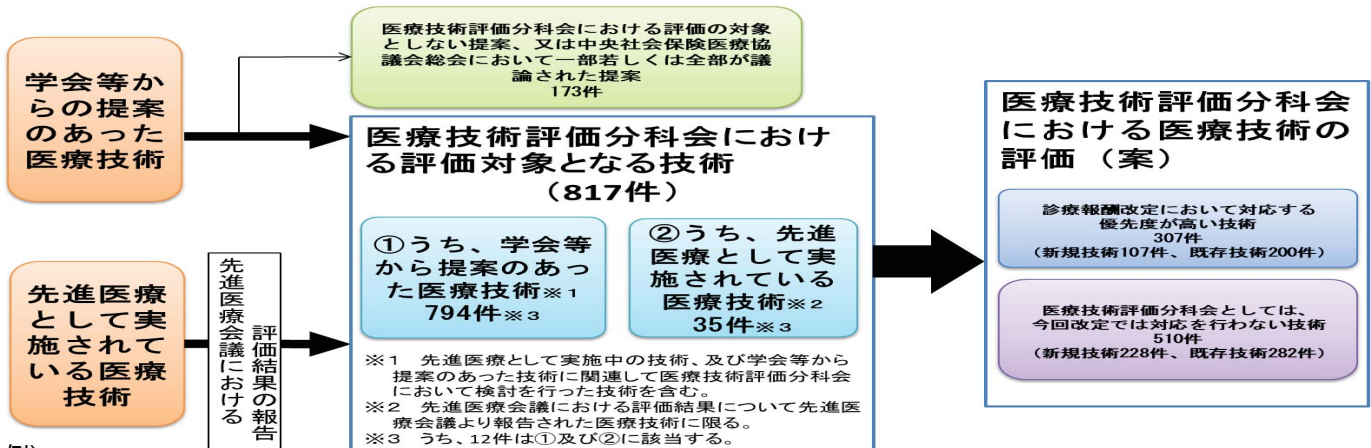 学会等か
らの提案
のあった
医療技術
医療技術評価分科会における評価の対象
としない提案、又は中央社会保険医療協
議会総会において一部若しくは全部が議
論された提案
173件
先進医療
として実
施されて
いる医療
技術
先進医療会議における
評価結果の報告
医療技術評価分科会におけ
る評価対象となる技術
（817件）
①うち、学会等
から提案のあっ
た医療技術※1
794件※3
②うち、先進
医療として実
施されている
医療技術※2
35件※3
※1　先進医療として実施中の技術、及び学会等から
提案のあった技術に関連して医療技術評価分科会
において検討を行った技術を含む。
※2　先進医療会議における評価結果について先進医
療会議より報告された医療技術に限る。
※3　うち、12件は①及び②に該当する。
医療技術評価分科会
における医療技術の
評価（案）
診療報酬改定において対応する
優先度が高い技術
307件
（新規技術107件、既存技術200件）
医療技術評価分科会としては、
今回改定では対応を行わない技術
510件
（新規技術228件、既存技術282件）